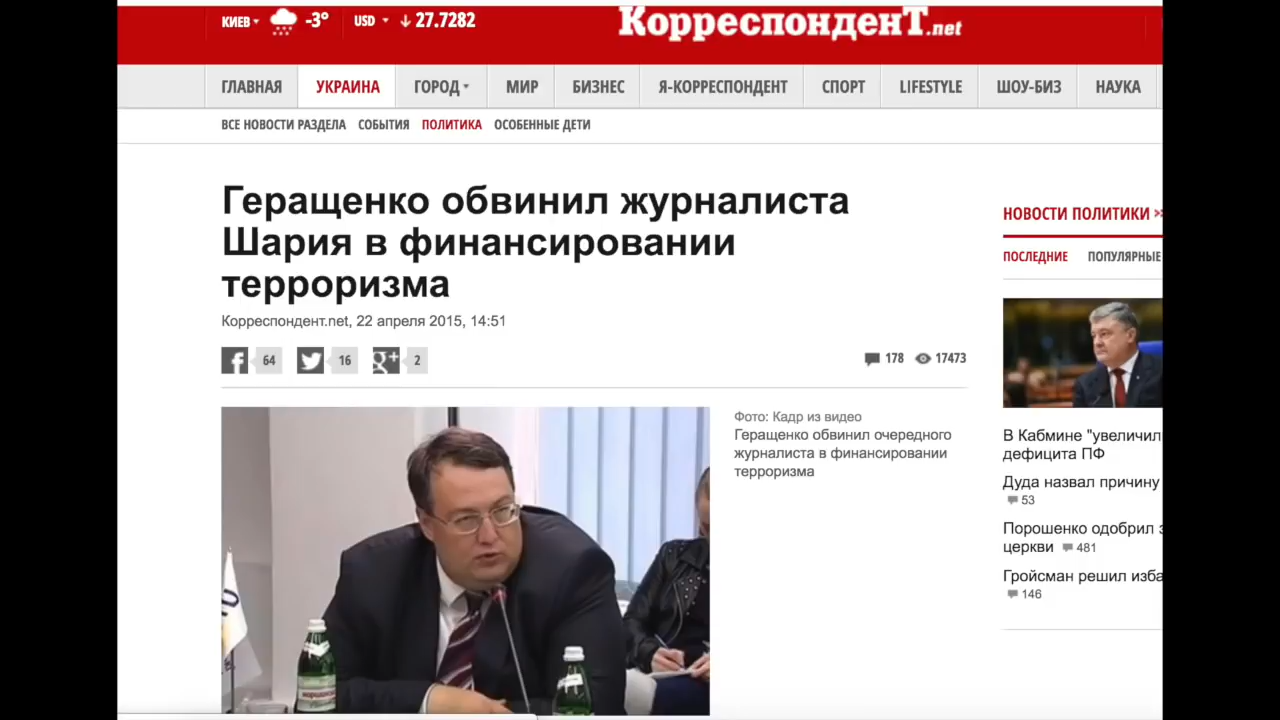 КИЕВ -3° USD 27.7282
КорреспонденТ.net
ГЛАВНАЯ УКРАИНА ГОРОД МИР БИЗНЕС Я-КОРРЕСПОНДЕНТ СПОРТ LIFESTYLE ШОУ-БИЗ НАУКА
ВСЕ НОВОСТИ РАЗДЕЛА СОБЫТИЯ ПОЛИТИКА ОСОБЕННЫЕ ДЕТИ
Геращенко обвинил журналиста
Шария в финансировании
терроризма
Корреспондент.net, 22 апреля 2015, 14:51
f 64 16 g+ 2
178 17473
Фото: Кадр из видео
Геращенко обвинил очередного
журналиста в финансировании
терроризма
НОВОСТИ ПОЛИТИКИ »
ПОСЛЕДНИЕ ПОПУЛЯРНЫЕ
В Кабмине "увеличил
дефицита ПФ
Дуда назвал причину
53
Порошенко одобрил
церкви 481
Гройсман решил изба
146